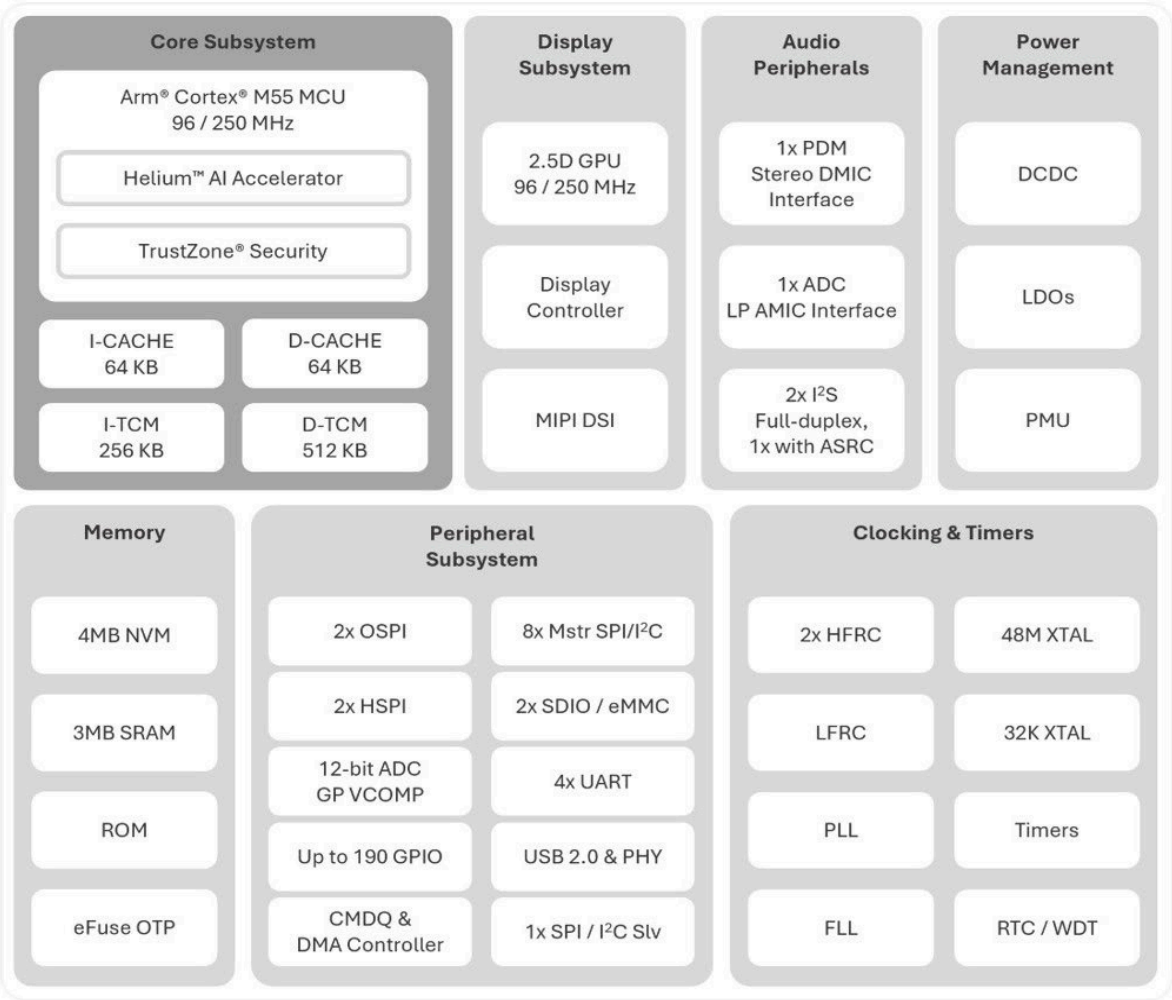 Core Subsystem
Arm® Cortex® M55 MCU
96 / 250 MHz
Helium™ AI Accelerator
TrustZone® Security
I-CACHE
64 KB
D-CACHE
64 KB
I-TCM
256 KB
D-TCM
512 KB
Display
Subsystem
2.5D GPU
96 / 250 MHz
Display
Controller
MIPI DSI
Audio
Peripherals
1x PDM
Stereo DMIC
Interface
1x ADC
LP AMIC Interface
2x I²S
Full-duplex,
1x with ASRC
Power
Management
DCDC
LDOs
PMU
Memory
4MB NVM
3MB SRAM
ROM
eFuse OTP
Peripheral
Subsystem
2x OSPI
8x Mstr SPI/I²C
2x HSPI
2x SDIO / eMMC
12-bit ADC
GP VCOMP
4x UART
Up to 190 GPIO
USB 2.0 & PHY
CMDQ &
DMA Controller
1x SPI / I²C Slv
Clocking & Timers
2x HFRC
48M XTAL
LFRC
32K XTAL
PLL
Timers
FLL
RTC / WDT